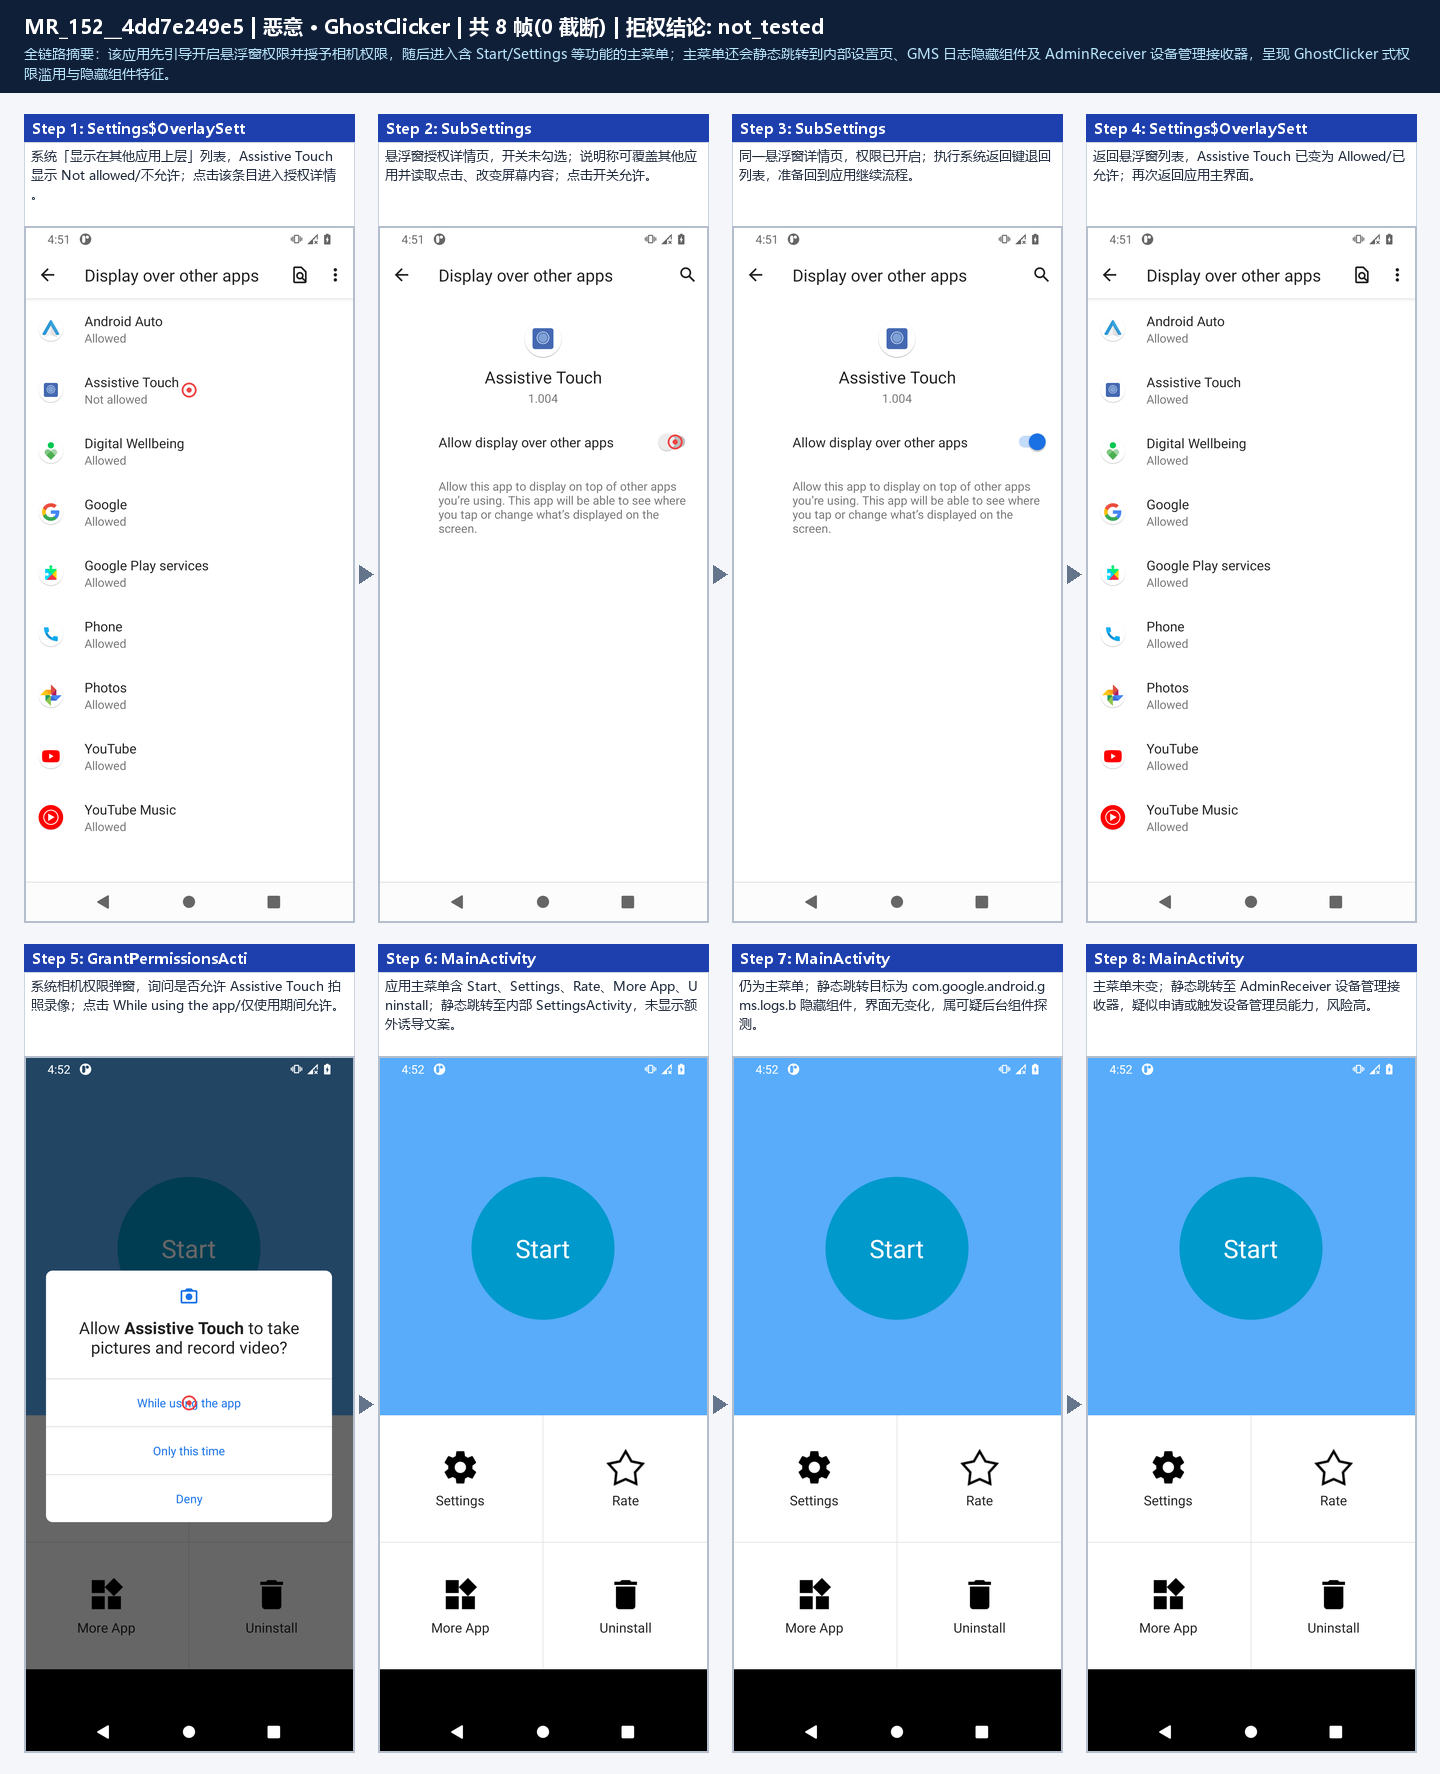 MR_152__4dd7e249e5 | 恶意 • GhostClicker | 共 8 帧(0 截断) | 拒权结论: not_tested
全链路摘要：该应用先引导开启悬浮窗权限并授予相机权限，随后进入含 Start/Settings 等功能的主菜单；主菜单还会静态跳转到内部设置页、GMS 日志隐藏组件及 AdminReceiver 设备管理接收器，呈现 GhostClicker 式权
限滥用与隐藏组件特征。
Step 1: Settings$OverlaySett
系统「显示在其他应用上层」列表，Assistive Touch
显示 Not allowed/不允许；点击该条目进入授权详情
。
4:51
Display over other apps
Android Auto
Allowed
Assistive Touch
Not allowed
Digital Wellbeing
Allowed
Google
Allowed
Google Play services
Allowed
Phone
Allowed
Photos
Allowed
YouTube
Allowed
YouTube Music
Allowed
Step 2: SubSettings
悬浮窗授权详情页，开关未勾选；说明称可覆盖其他应
用并读取点击、改变屏幕内容；点击开关允许。
4:51
Display over other apps
Assistive Touch
1.004
Allow display over other apps
Allow this app to display on top of other apps
you're using. This app will be able to see where
you tap or change what's displayed on the
screen.
Step 3: SubSettings
同一悬浮窗详情页，权限已开启；执行系统返回键退回
列表，准备回到应用继续流程。
4:51
Display over other apps
Assistive Touch
1.004
Allow display over other apps
Allow this app to display on top of other apps
you're using. This app will be able to see where
you tap or change what's displayed on the
screen.
Step 4: Settings$OverlaySett
返回悬浮窗列表，Assistive Touch 已变为 Allowed/已
允许；再次返回应用主界面。
4:51
Display over other apps
Android Auto
Allowed
Assistive Touch
Allowed
Digital Wellbeing
Allowed
Google
Allowed
Google Play services
Allowed
Phone
Allowed
Photos
Allowed
YouTube
Allowed
YouTube Music
Allowed
Step 5: GrantPermissionsActi
系统相机权限弹窗，询问是否允许 Assistive Touch 拍
照录像；点击 While using the app/仅使用期间允许。
4:52
Start
Allow Assistive Touch to take
pictures and record video?
While using the app
Only this time
Deny
More App
Uninstall
Step 6: MainActivity
应用主菜单含 Start、Settings、Rate、More App、U
ninstall；静态跳转至内部 SettingsActivity，未显示额
外诱导文案。
4:52
Start
Settings
Rate
More App
Uninstall
Step 7: MainActivity
仍为主菜单；静态跳转目标为 com.google.android.g
ms.logs.b 隐藏组件，界面无变化，属可疑后台组件探
测。
4:52
Start
Settings
Rate
More App
Uninstall
Step 8: MainActivity
主菜单未变；静态跳转至 AdminReceiver 设备管理接
收器，疑似申请或触发设备管理员能力，风险高。
4:52
Start
Settings
Rate
More App
Uninstall